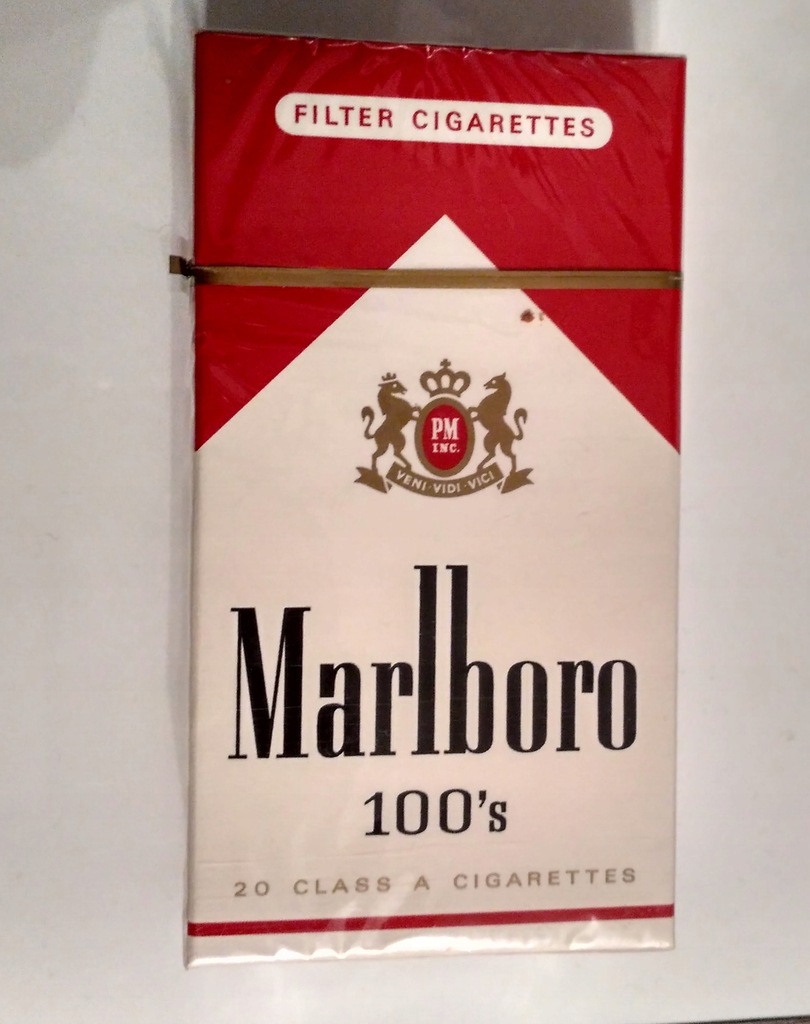 FILTER CIGARETTES
PM
INC.
VENI·VIDI·VICI
Marlboro
100's
20 CLASS A CIGARETTES